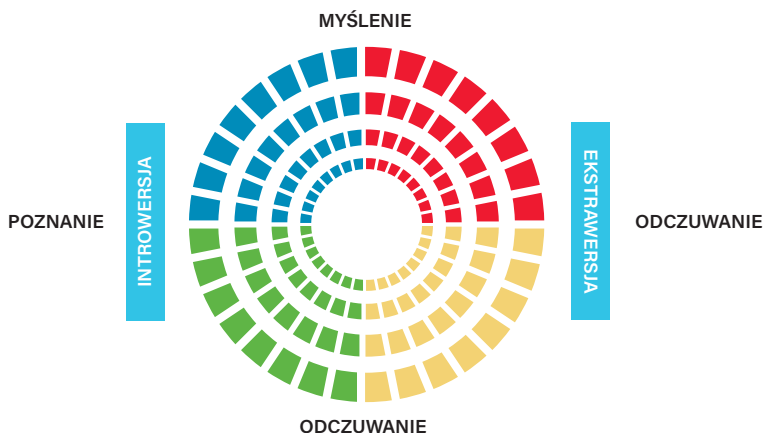 MYŚLENIE
POZNANIE
INTROWERSJA
EKSTRAWERSJA
ODCZUWANIE
ODCZUWANIE